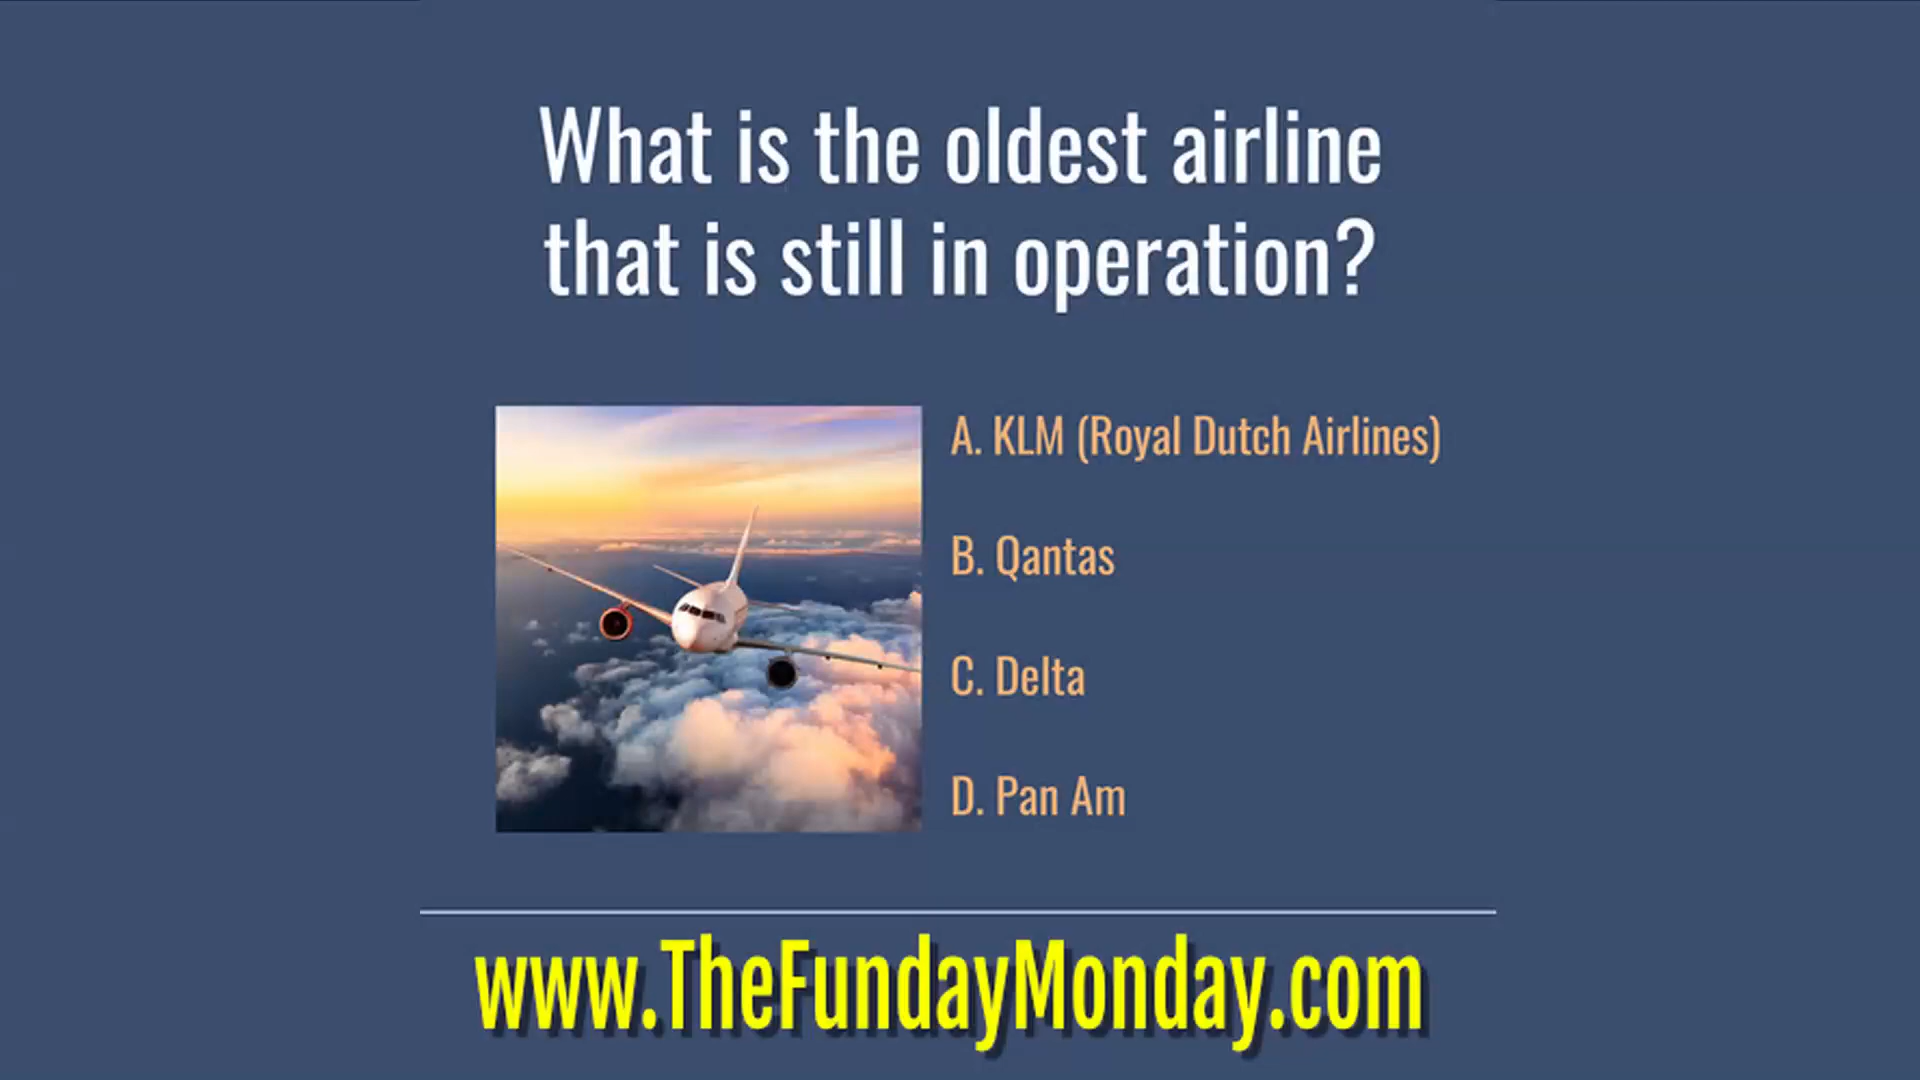 What is the oldest airline
that is still in operation?
A. KLM (Royal Dutch Airlines)
B. Qantas
C. Delta
D. Pan Am
www.TheFundayMonday.com